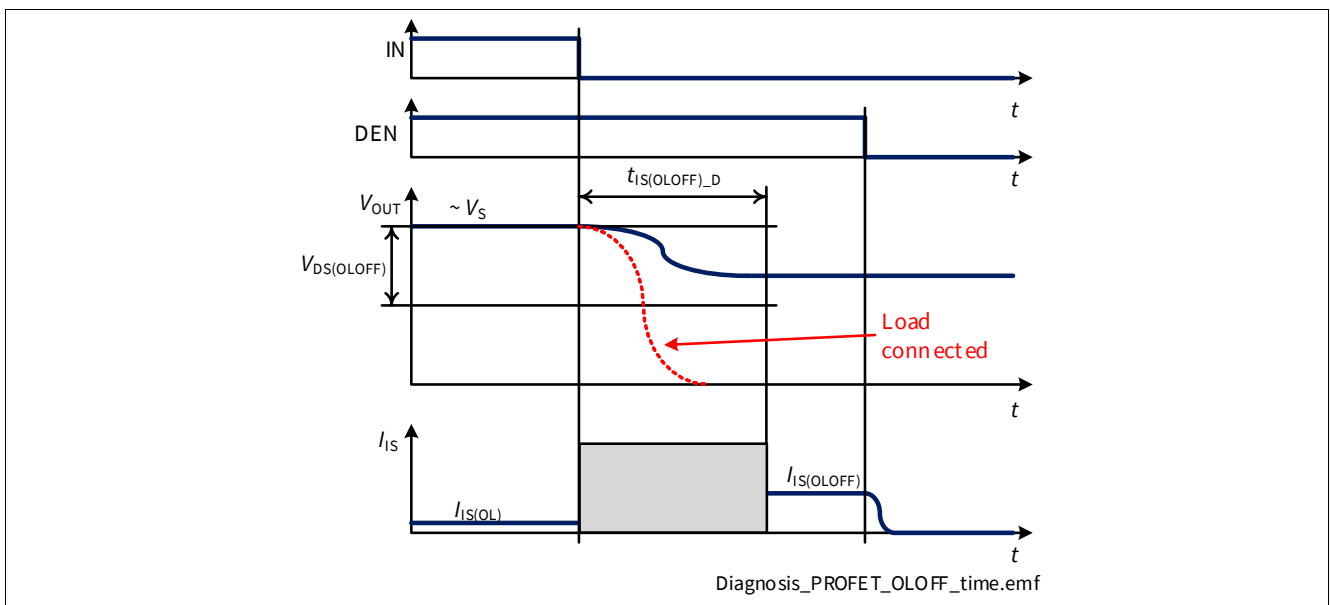 IN
t
DEN
t
tIS(OLOFF)_D
VOUT
~ VS
VDS(OLOFF)
Load
connected
t
IIS
IIS(OLOFF)
IIS(OL)
t
Diagnosis_PROFET_OLOFF_time.emf